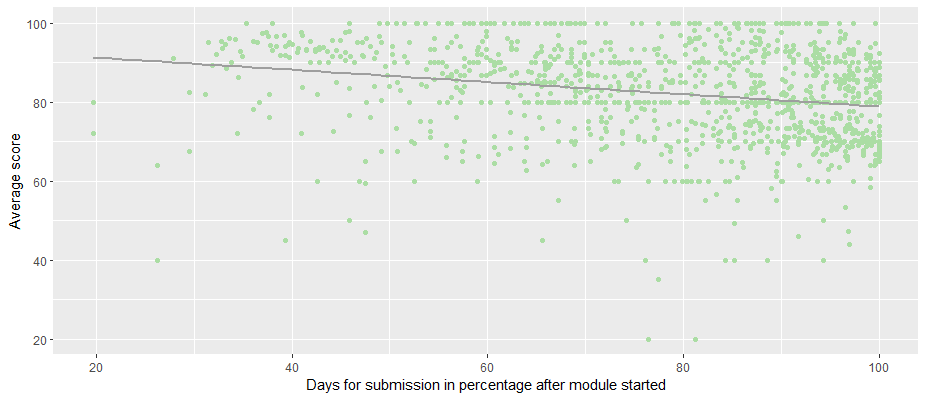 100
80
60
40
20
Average score
20 40 60 80 100
Days for submission in percentage after module started